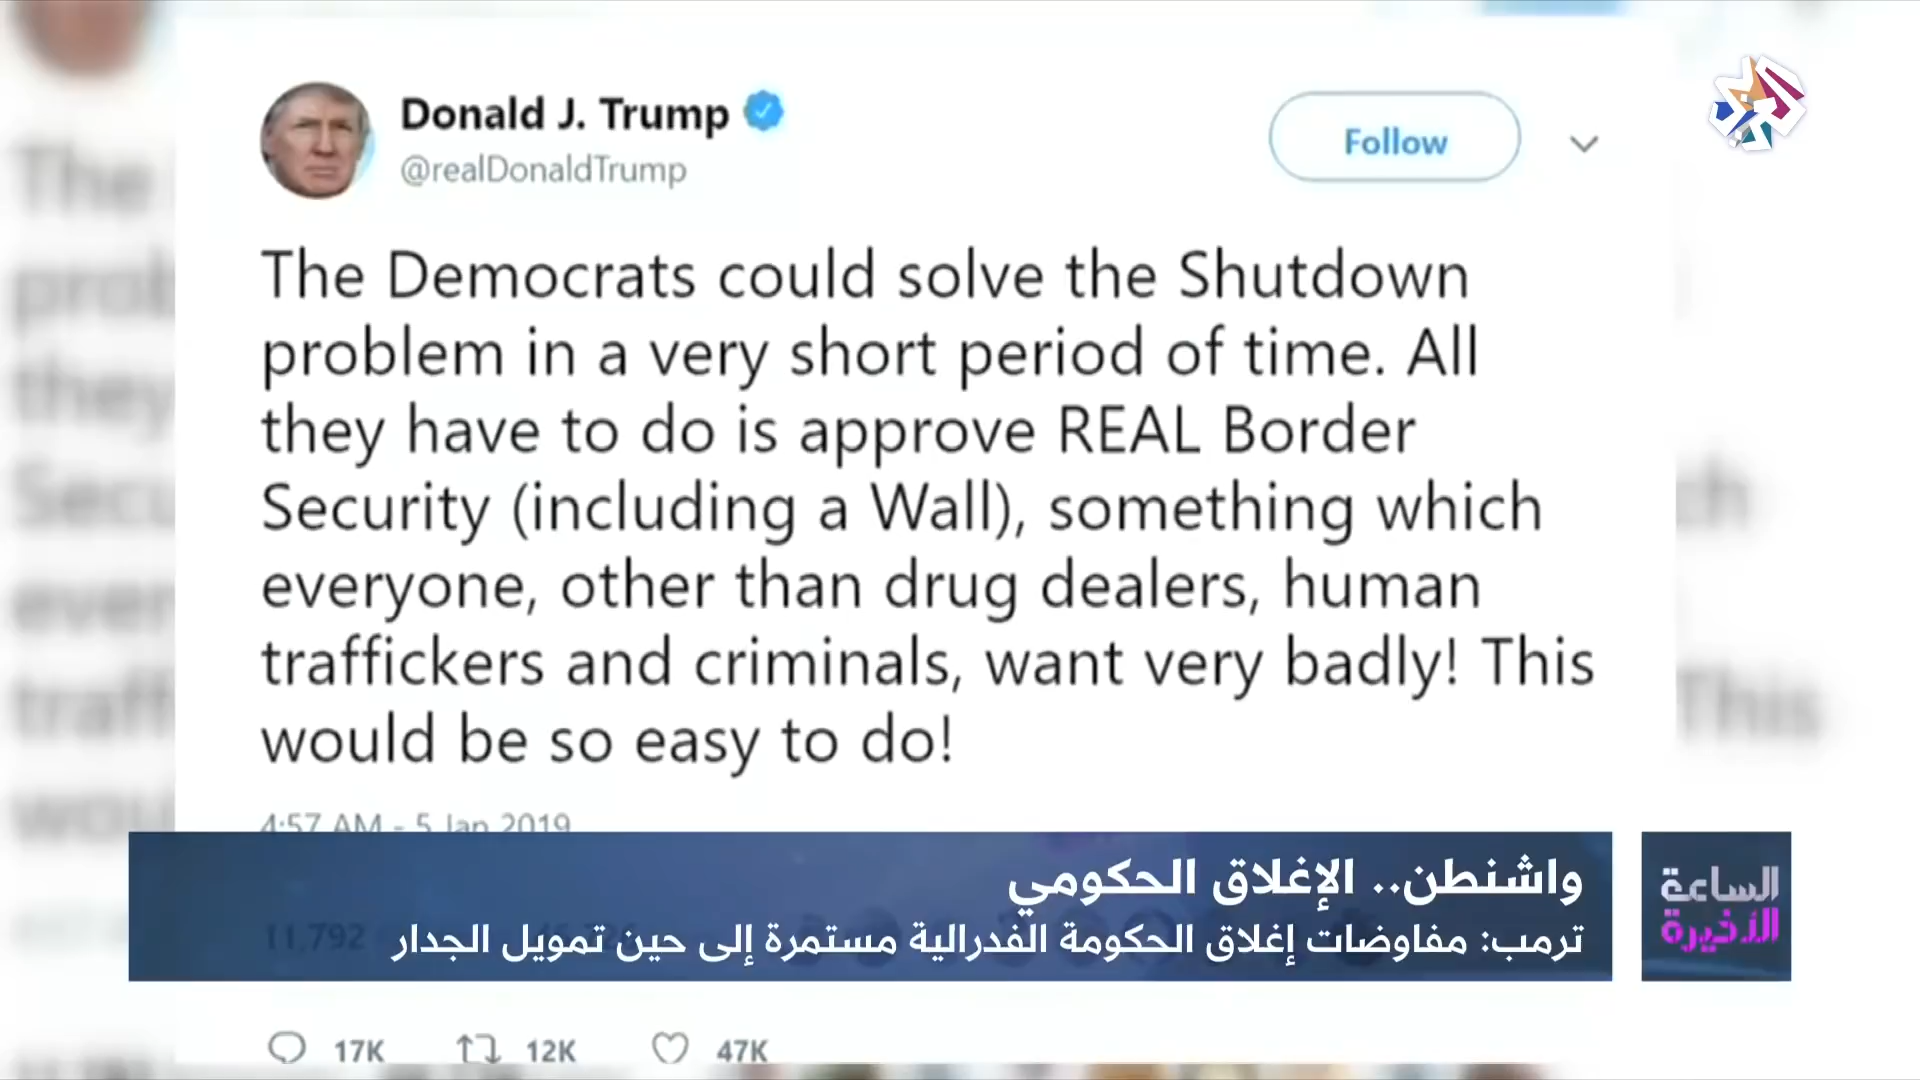 Donald J. Trump
@realDonaldTrump
Follow
The Democrats could solve the Shutdown
problem in a very short period of time. All
they have to do is approve REAL Border
Security (including a Wall), something which
everyone, other than drug dealers, human
traffickers and criminals, want very badly! This
would be so easy to do!
4:57 AM - 5 Jan 2019
واشنطن.. الإغلاق الحكومي
ترمب: مفاوضات إغلاق الحكومة الفدرالية مستمرة إلى حين تمويل الجدار
الساعة
الأخيرة
11,792
17K
12K
47K